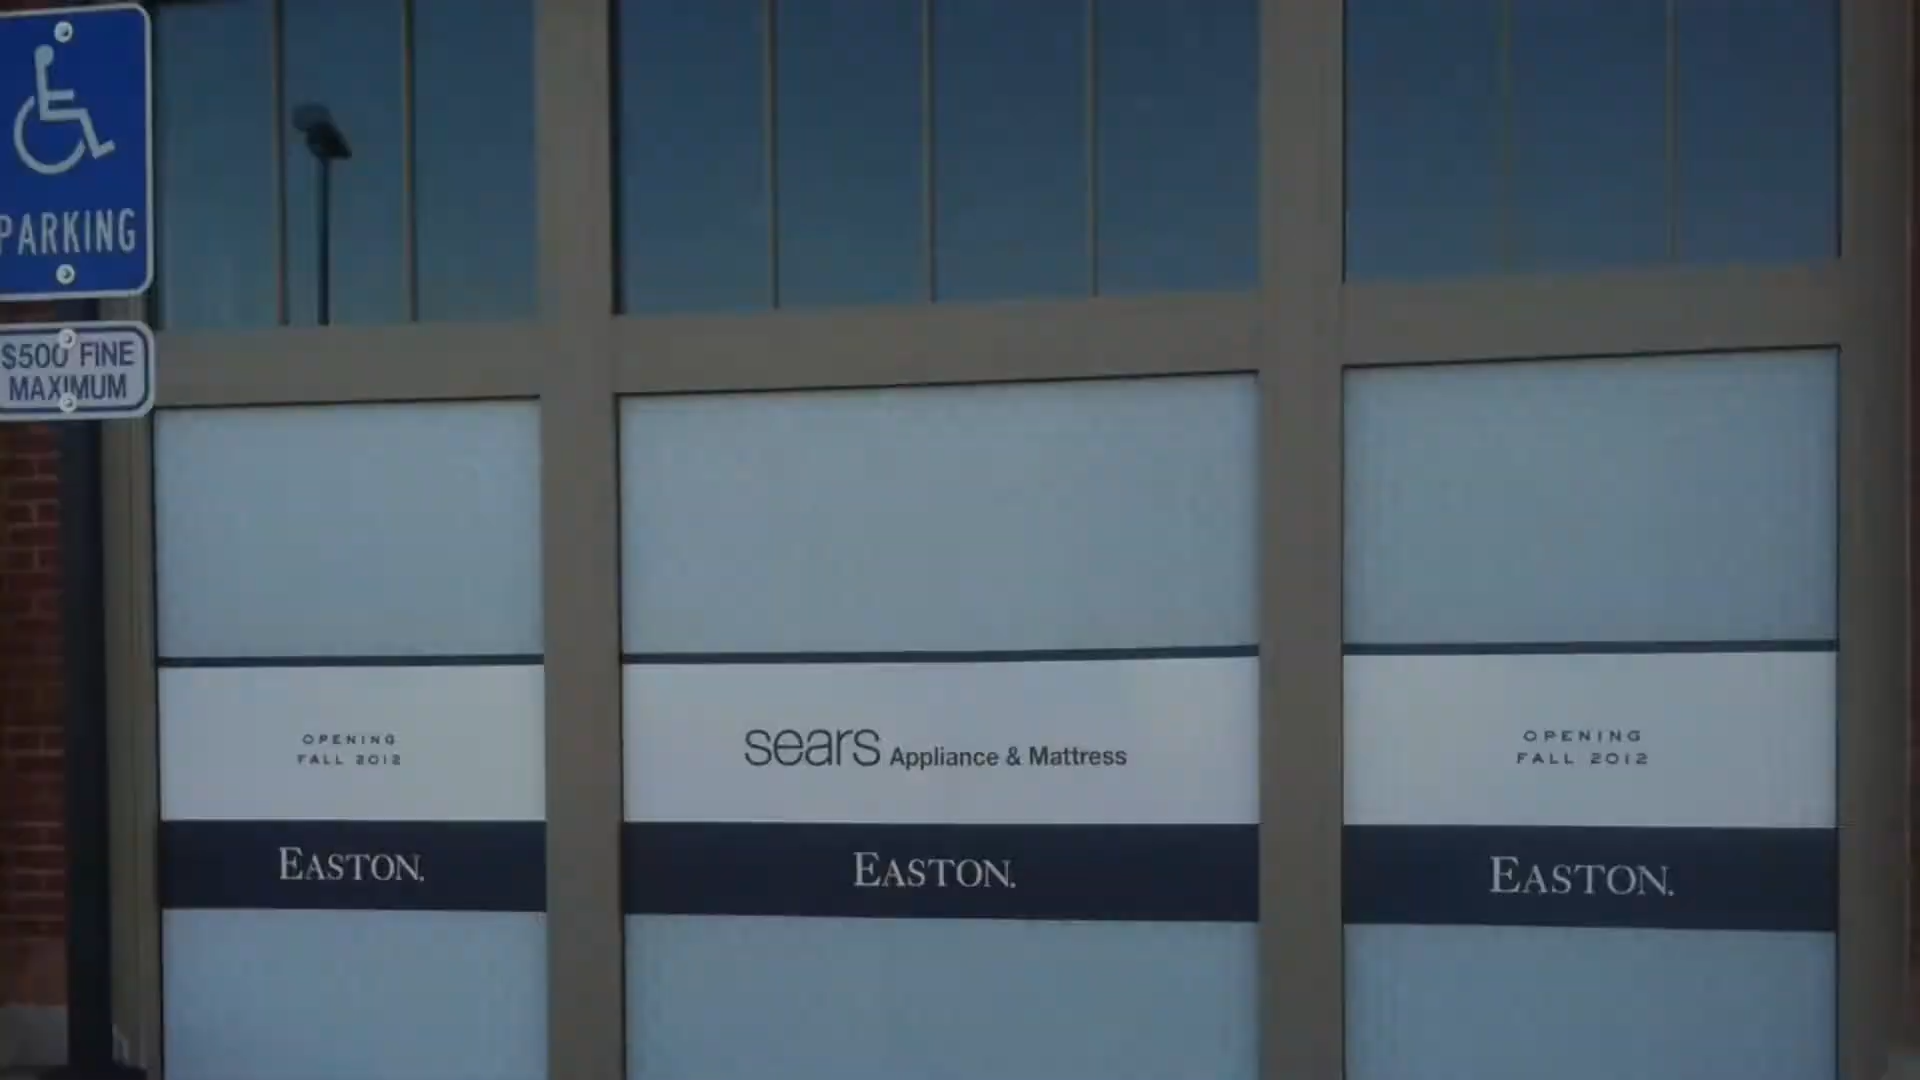 PARKING
$500 FINE
MAXIMUM
OPENING
FALL 2012
EASTON.
sears Appliance & Mattress
EASTON.
OPENING
FALL 2012
EASTON.